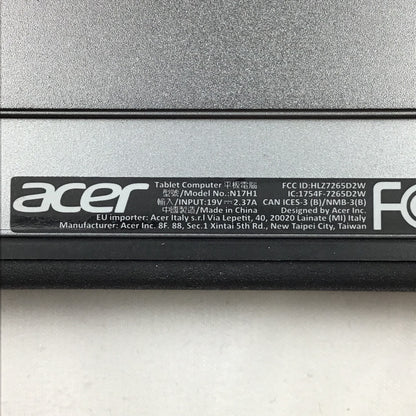 acer
Tablet Computer 平板電腦 FCC ID:HLZ7265D2W
型號/Model No.:N17H1 IC:1754F-7265D2W
輸入/INPUT:19V⎓2.37A CAN ICES-3 (B)/NMB-3(B)
中國製造/Made in China Designed by Acer Inc.
EU importer: Acer Italy s.r.l Via Lepetit, 40, 20020 Lainate (MI) Italy
Manufacturer: Acer Inc. 8F. 88, Sec.1 Xintai 5th Rd., New Taipei City, Taiwan
FC